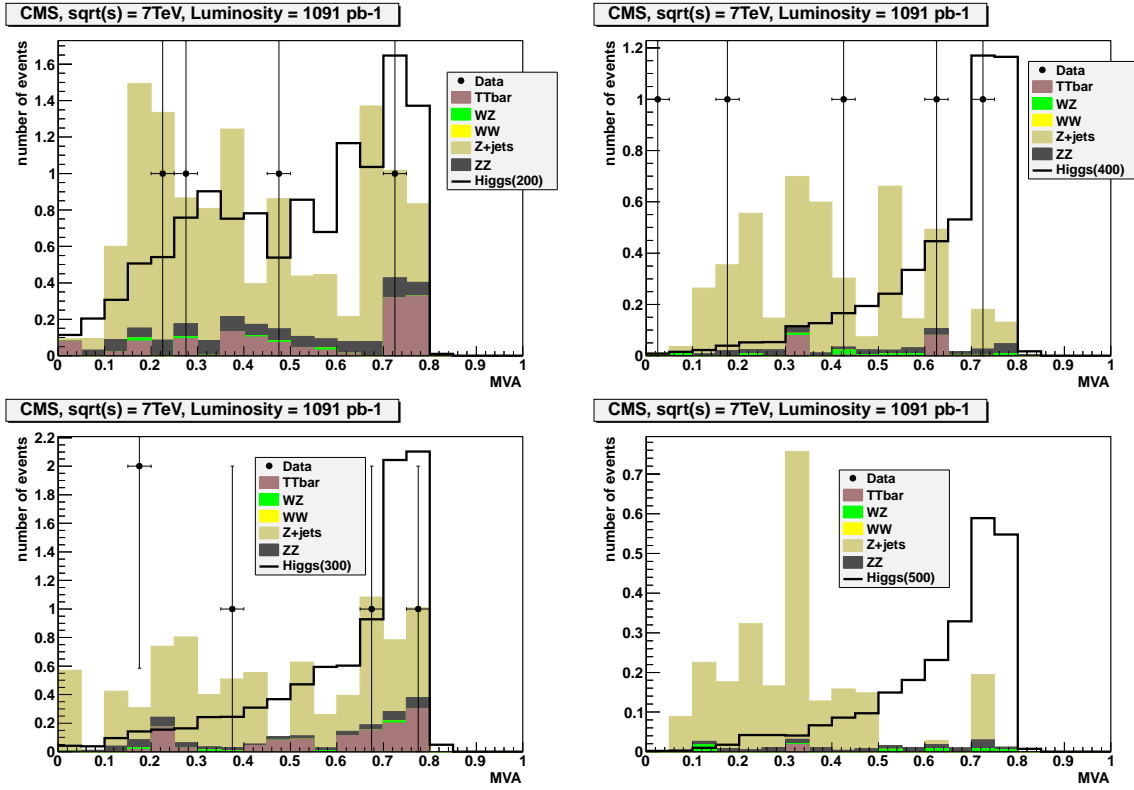 CMS, sqrt(s) = 7TeV, Luminosity = 1091 pb-1
number of events
1.6
1.4
1.2
1
0.8
0.6
0.4
0.2
0
0 0.1 0.2 0.3 0.4 0.5 0.6 0.7 0.8 0.9 1
MVA
Data
TTbar
WZ
WW
Z+jets
ZZ
Higgs(200)
CMS, sqrt(s) = 7TeV, Luminosity = 1091 pb-1
number of events
1.2
1
0.8
0.6
0.4
0.2
0
0 0.1 0.2 0.3 0.4 0.5 0.6 0.7 0.8 0.9 1
MVA
Data
TTbar
WZ
WW
Z+jets
ZZ
Higgs(400)
CMS, sqrt(s) = 7TeV, Luminosity = 1091 pb-1
number of events
2.2
2
1.8
1.6
1.4
1.2
1
0.8
0.6
0.4
0.2
0
0 0.1 0.2 0.3 0.4 0.5 0.6 0.7 0.8 0.9 1
MVA
Data
TTbar
WZ
WW
Z+jets
ZZ
Higgs(300)
CMS, sqrt(s) = 7TeV, Luminosity = 1091 pb-1
number of events
0.7
0.6
0.5
0.4
0.3
0.2
0.1
0
0 0.1 0.2 0.3 0.4 0.5 0.6 0.7 0.8 0.9 1
MVA
Data
TTbar
WZ
WW
Z+jets
ZZ
Higgs(500)